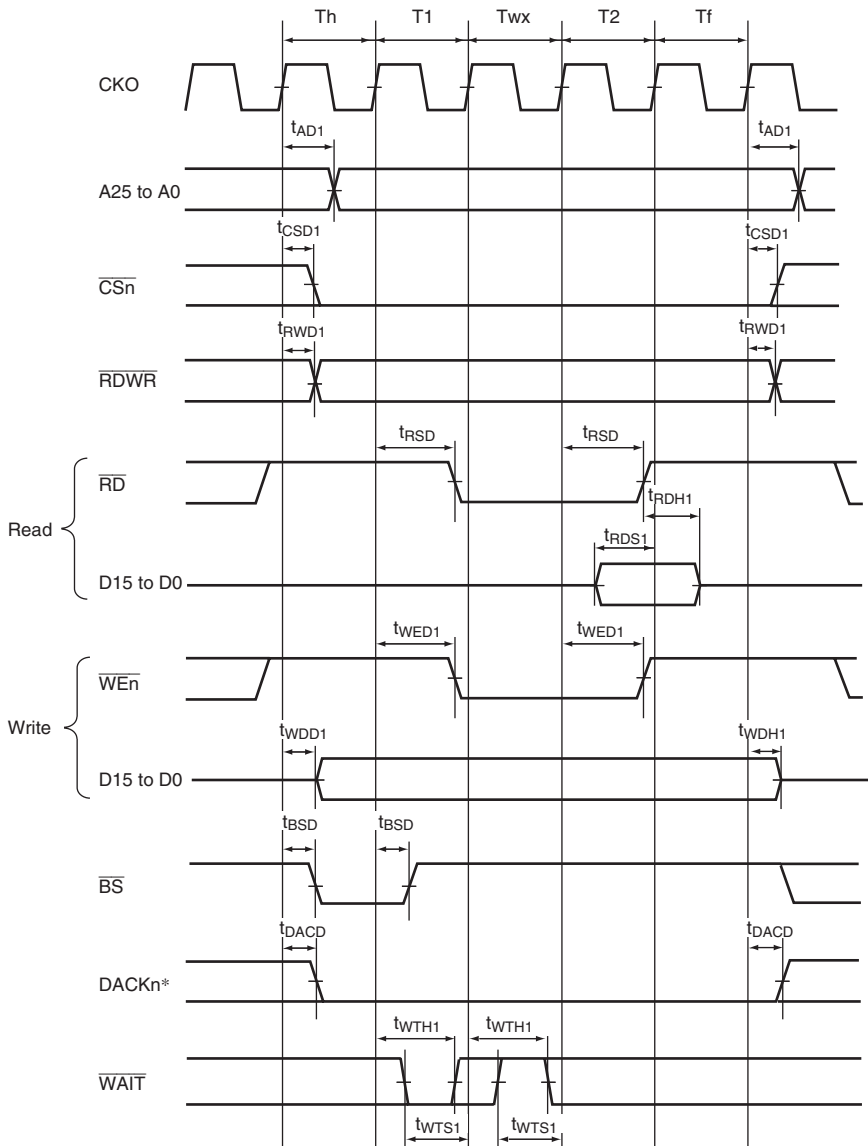 Th T1 Twx T2 Tf
CKO
tAD1 tAD1
A25 to A0
tCSD1 tCSD1
CSn
tRWD1 tRWD1
RDWR
tRSD tRSD
RD
tRDH1
Read
tRDS1
D15 to D0
tWED1 tWED1
WEn
Write
tWDD1 tWDH1
D15 to D0
tBSD tBSD
BS
tDACD tDACD
DACKn*
tWTH1 tWTH1
WAIT
tWTS1 tWTS1